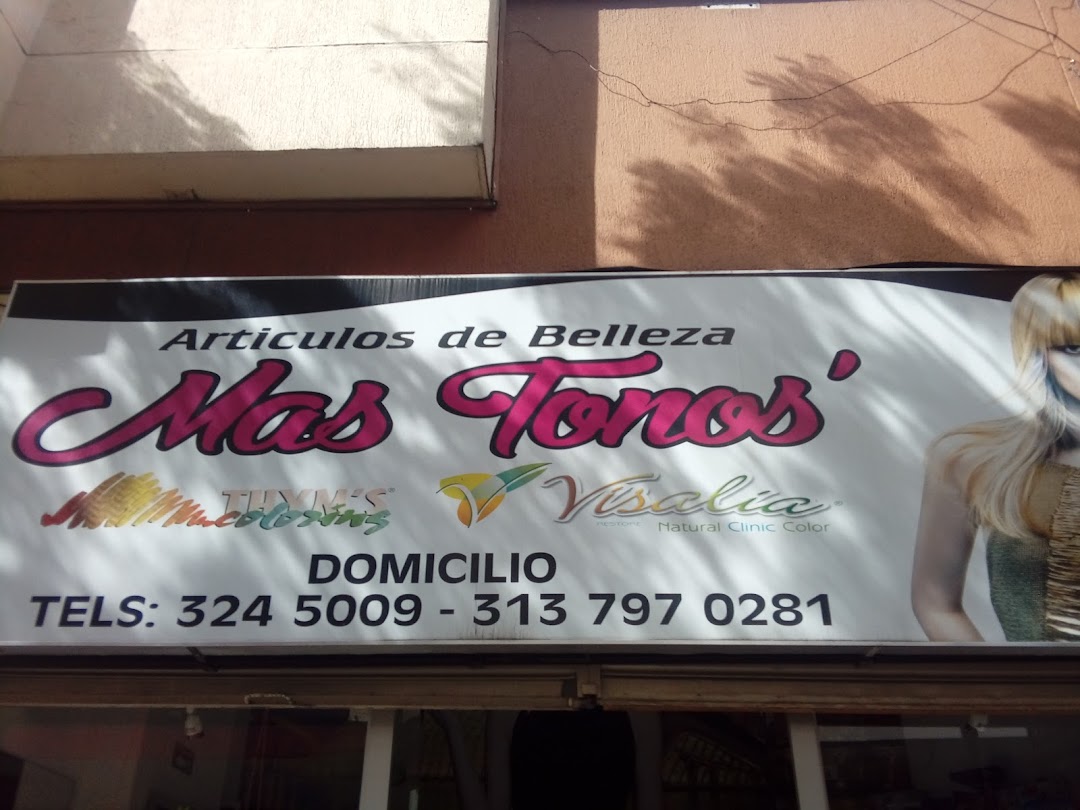 Articulos de Belleza
Mas Tonos'
THYM'S®
coloring
Visalia®
Natural Clinic Color
DOMICILIO
TELS: 324 5009 - 313 797 0281